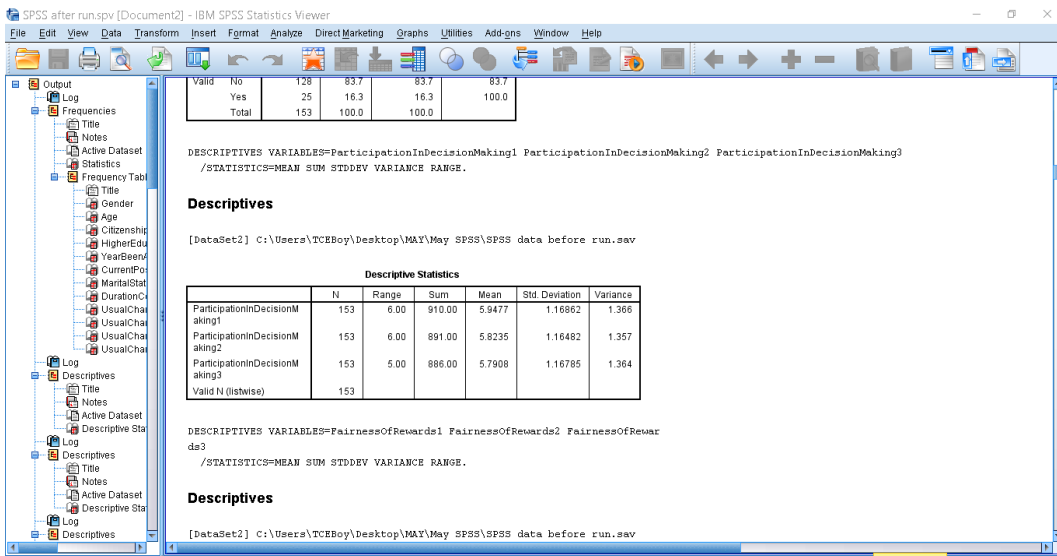 SPSS after run.spv [Document2] - IBM SPSS Statistics Viewer
File Edit View Data Transform Insert Format Analyze Direct Marketing Graphs Utilities Add-ons Window Help
Output
Log
Frequencies
Title
Notes
Active Dataset
Statistics
Frequency Tabl
Title
Gender
Age
Citizenship
HigherEdu
YearBeenA
CurrentPos
MaritalStat
DurationCo
UsualChar
UsualChar
UsualChar
UsualChar
Log
Descriptives
Title
Notes
Active Dataset
Descriptive Stat
Log
Descriptives
Title
Notes
Active Dataset
Descriptive Stat
Log
Descriptives
Valid No 128 83.7 83.7 83.7
Yes 25 16.3 16.3 100.0
Total 153 100.0 100.0
DESCRIPTIVES VARIABLES=ParticipationInDecisionMaking1 ParticipationInDecisionMaking2 ParticipationInDecisionMaking3
/STATISTICS=MEAN SUM STDDEV VARIANCE RANGE.
Descriptives
[DataSet2] C:\Users\TCEBoy\Desktop\MAY\May SPSS\SPSS data before run.sav
Descriptive Statistics
N Range Sum Mean Std. Deviation Variance
ParticipationInDecisionM 153 6.00 910.00 5.9477 1.16862 1.366
aking1
ParticipationInDecisionM 153 6.00 891.00 5.8235 1.16482 1.357
aking2
ParticipationInDecisionM 153 5.00 886.00 5.7908 1.16785 1.364
aking3
Valid N (listwise) 153
DESCRIPTIVES VARIABLES=FairnessOfRewards1 FairnessOfRewards2 FairnessOfRewar
ds3
/STATISTICS=MEAN SUM STDDEV VARIANCE RANGE.
Descriptives
[DataSet2] C:\Users\TCEBoy\Desktop\MAY\May SPSS\SPSS data before run.sav